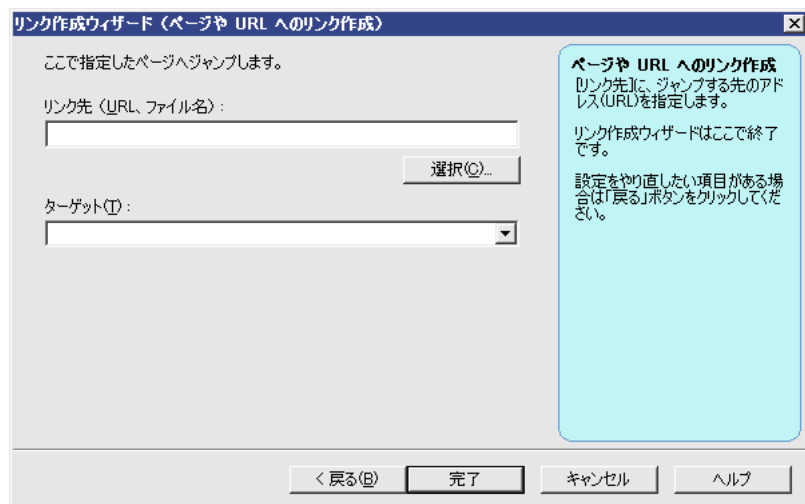 リンク作成ウィザード（ページや URL へのリンク作成）
ここで指定したページへジャンプします。
リンク先（URL、ファイル名）:
選択(C)...
ターゲット(T):
ページや URL へのリンク作成
[リンク先]に、ジャンプする先のアド
レス(URL)を指定します。
リンク作成ウィザードはここで終了
です。
設定をやり直したい項目がある場
合は「戻る」ボタンをクリックしてくだ
さい。
< 戻る(B)
完了
キャンセル
ヘルプ